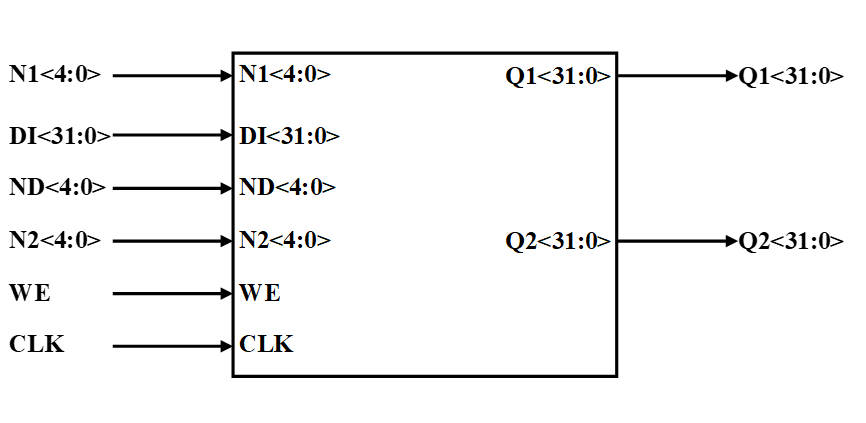 N1<4:0> N1<4:0> Q1<31:0> Q1<31:0>
DI<31:0> DI<31:0>
ND<4:0> ND<4:0>
N2<4:0> N2<4:0> Q2<31:0> Q2<31:0>
WE WE
CLK CLK